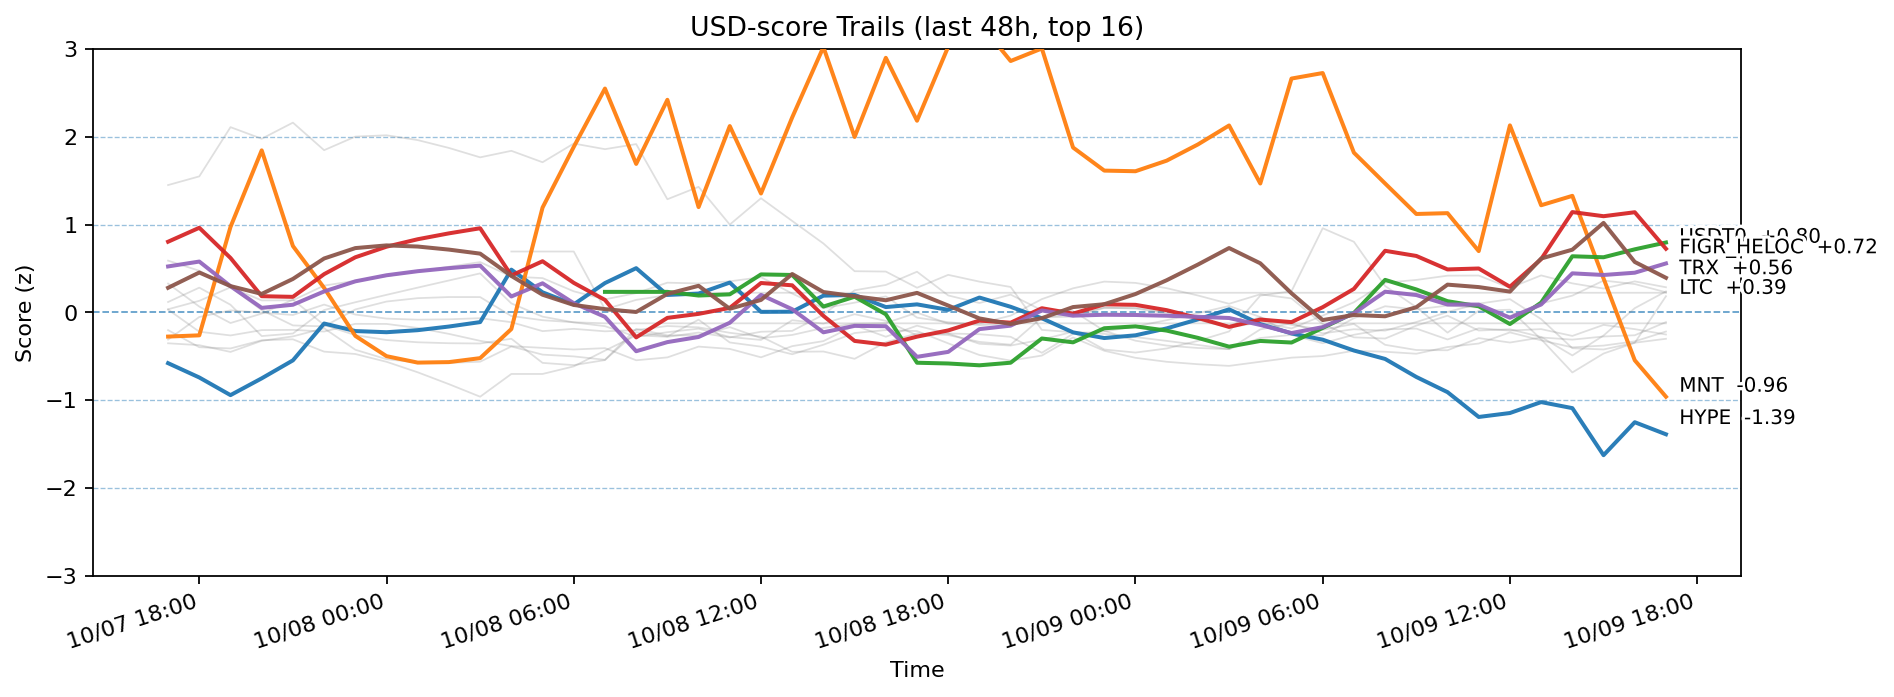 USD-score Trails (last 48h, top 16)
Score (z)
3
2
1
0
−1
−2
−3
USDT0 +0.80
FIGR_HELOC +0.72
TRX +0.56
LTC +0.39
MNT -0.96
HYPE -1.39
10/07 18:00
10/08 00:00
10/08 06:00
10/08 12:00
10/08 18:00
10/09 00:00
10/09 06:00
10/09 12:00
10/09 18:00
Time